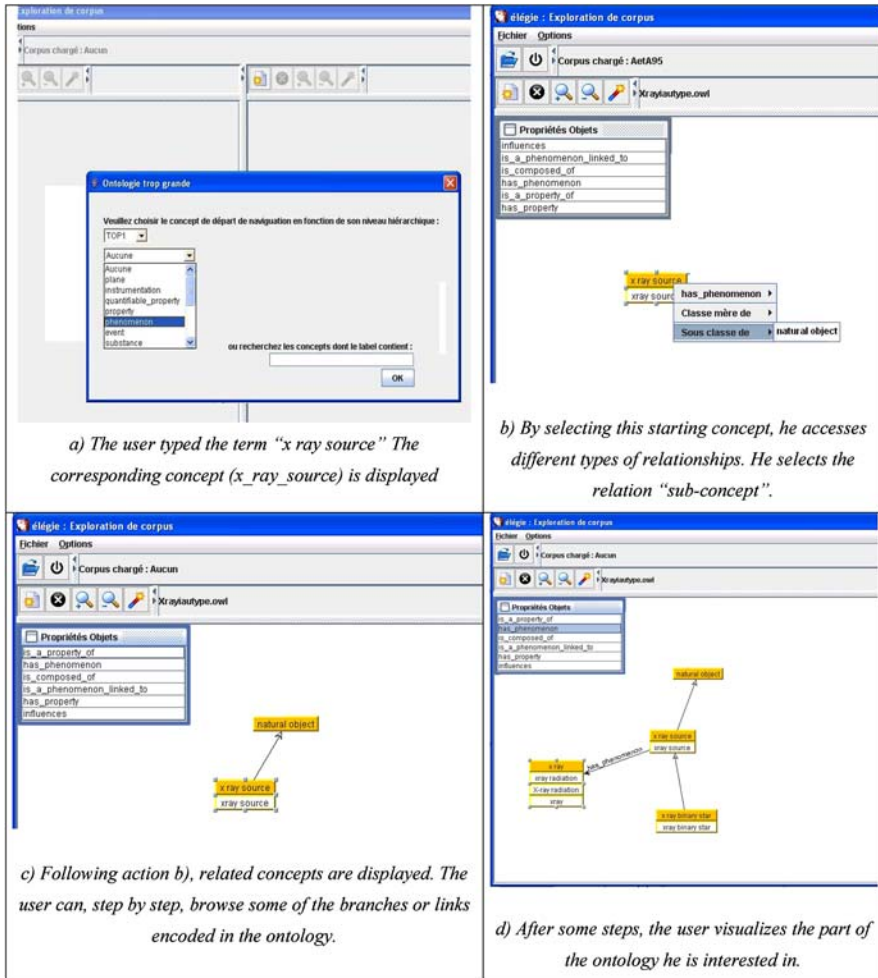 Exploration de corpus
tions
Corpus chargé : Aucun
Ontologie trop grande
Veuillez choisir le concept de départ de naviguation en fonction de son niveau hiérarchique :
TOP1
Aucune
Aucune
plane
instrumentation
quantifiable_property
property
phenomenon
event
substance
ou recherchez les concepts dont le label contient :
OK
a) The user typed the term “x ray source” The
corresponding concept (x_ray_source) is displayed
élégie : Exploration de corpus
Fichier Options
Corpus chargé : AetA95
Xrayiautype.owl
Propriétés Objets
influences
is_a_phenomenon_linked_to
is_composed_of
has_phenomenon
is_a_property_of
has_property
x ray source
xray sourc
has_phenomenon
Classe mère de
Sous classe de
natural object
b) By selecting this starting concept, he accesses
different types of relationships. He selects the
relation “sub-concept”.
élégie : Exploration de corpus
Fichier Options
Corpus chargé : Aucun
Xrayiautype.owl
Propriétés Objets
is_a_property_of
has_phenomenon
is_composed_of
is_a_phenomenon_linked_to
has_property
influences
natural object
x ray source
xray source
c) Following action b), related concepts are displayed. The
user can, step by step, browse some of the branches or links
encoded in the ontology.
élégie : Exploration de corpus
Fichier Options
Corpus chargé : Aucun
Xrayiautype.owl
Propriétés Objets
is_a_property_of
has_phenomenon
is_composed_of
is_a_phenomenon_linked_to
has_property
influences
natural object
x ray source
xray source
has_phenomenon
x ray
xray radiation
X-ray radiation
xray
x ray binary star
xray binary star
d) After some steps, the user visualizes the part of
the ontology he is interested in.